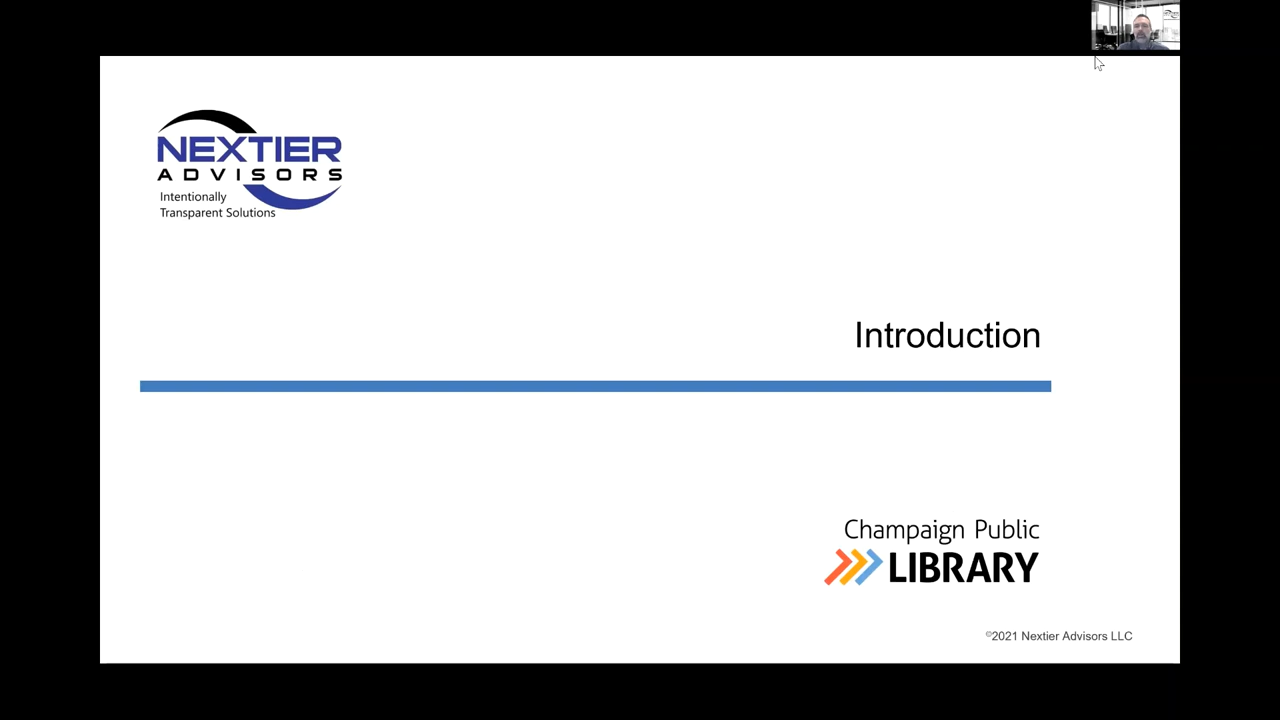 NEXTIER
ADVISORS
Intentionally
Transparent Solutions
Introduction
Champaign Public
LIBRARY
©2021 Nextier Advisors LLC